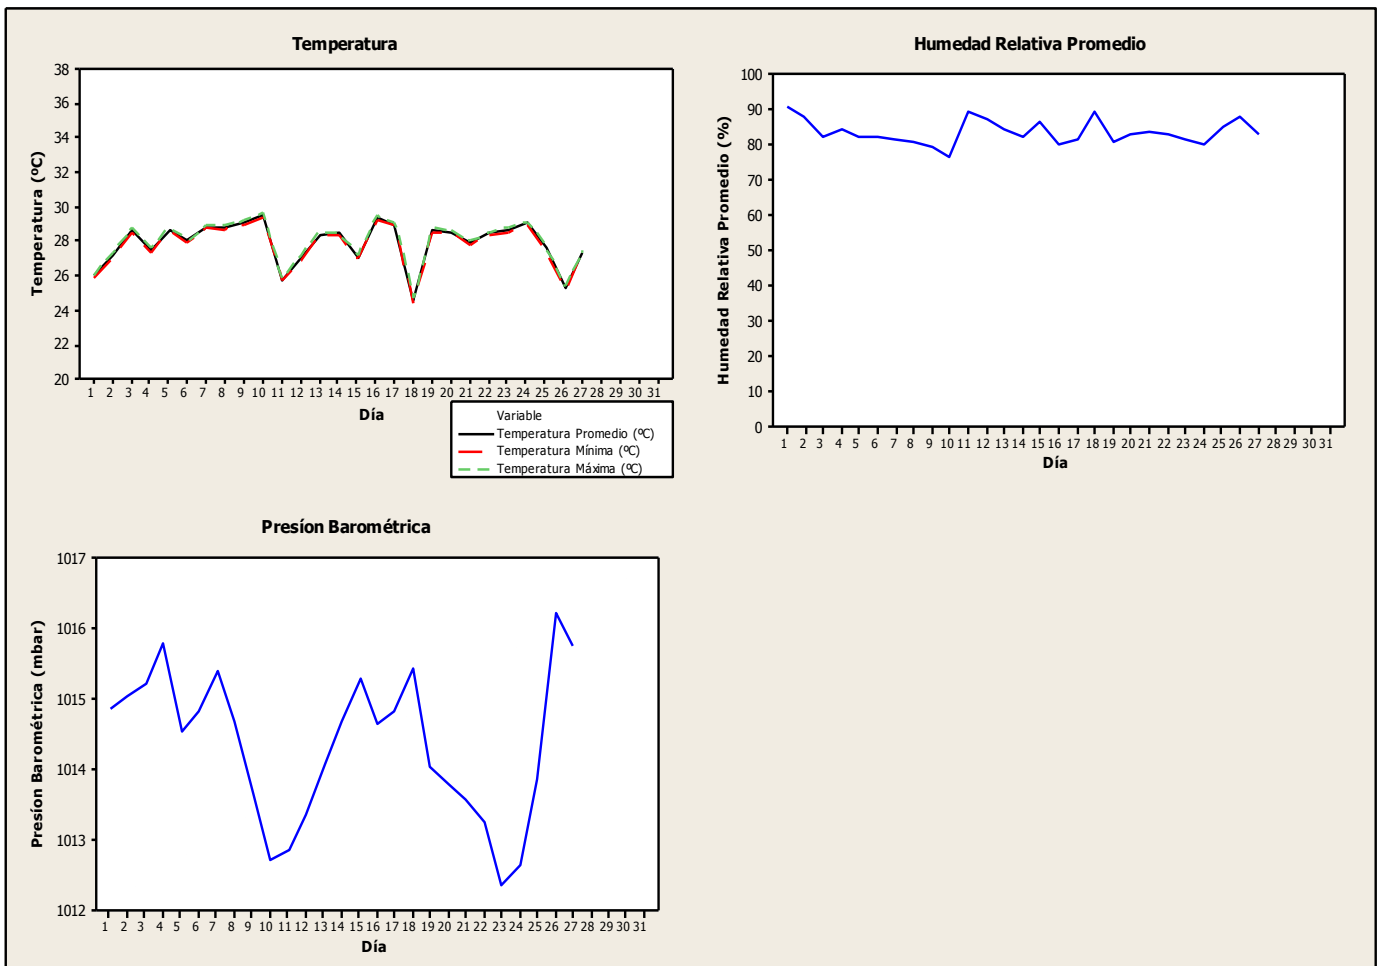 Temperatura
38
36
34
32
30
28
26
24
22
20
Temperatura (ºC)
1 2 3 4 5 6 7 8 9 10 11 12 13 14 15 16 17 18 19 20 21 22 23 24 25 26 27 28 29 30 31
Día
Variable
Temperatura Promedio (ºC)
Temperatura Mínima (ºC)
Temperatura Máxima (ºC)
Humedad Relativa Promedio
100
90
80
70
60
50
40
30
20
10
0
Humedad Relativa Promedio (%)
1 2 3 4 5 6 7 8 9 10 11 12 13 14 15 16 17 18 19 20 21 22 23 24 25 26 27 28 29 30 31
Día
Presíon Barométrica
1017
1016
1015
1014
1013
1012
Presíon Barométrica (mbar)
1 2 3 4 5 6 7 8 9 10 11 12 13 14 15 16 17 18 19 20 21 22 23 24 25 26 27 28 29 30 31
Día